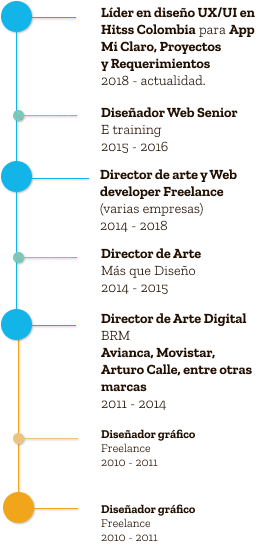 Líder en diseño UX/UI en
Hitss Colombia para App
Mi Claro, Proyectos
y Requerimientos
2018 - actualidad.
Diseñador Web Senior
E training
2015 - 2016
Director de arte y Web
developer Freelance
(varias empresas)
2014 - 2018
Director de Arte
Más que Diseño
2014 - 2015
Director de Arte Digital
BRM
Avianca, Movistar,
Arturo Calle, entre otras
marcas
2011 - 2014
Diseñador gráfico
Freelance
2010 - 2011
Diseñador gráfico
Freelance
2010 - 2011